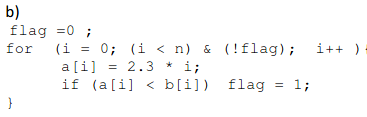 b)
flag =0 ;
for (i = 0; (i < n) & (!flag); i++ ){
a[i] = 2.3 * i;
if (a[i] < b[i]) flag = 1;
}